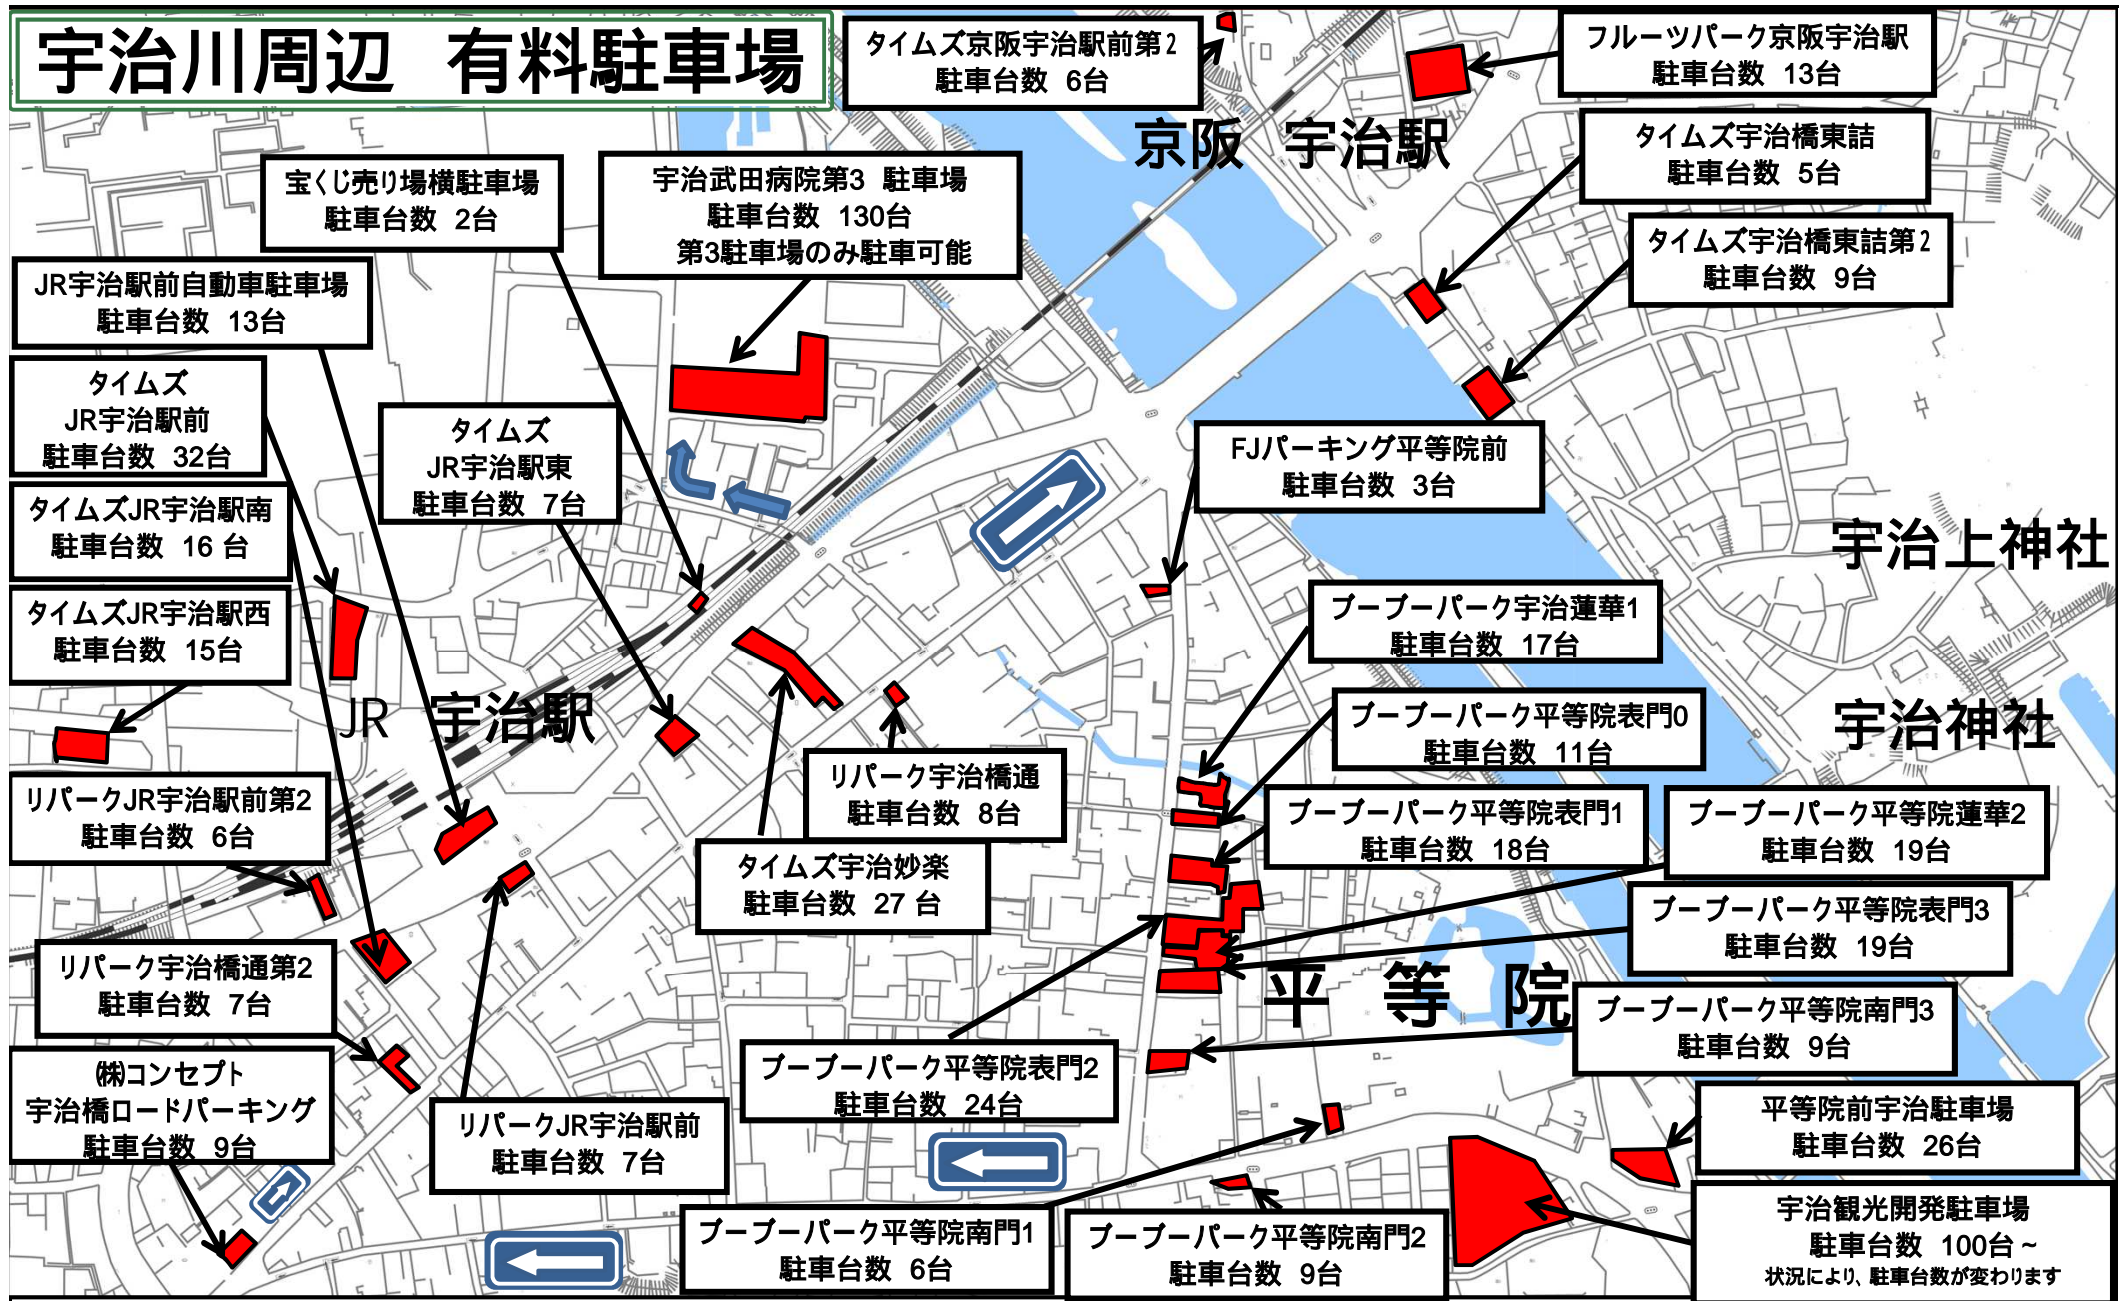 宇治川周辺　有料駐車場
タイムズ京阪宇治駅前第2
駐車台数 6台
フルーツパーク京阪宇治駅
駐車台数 13台
京阪 宇治駅
タイムズ宇治橋東詰
駐車台数 5台
宝くじ売り場横駐車場
駐車台数 2台
宇治武田病院第3 駐車場
駐車台数 130台
第3駐車場のみ駐車可能
タイムズ宇治橋東詰第2
駐車台数 9台
JR宇治駅前自動車駐車場
駐車台数 13台
タイムズ
JR宇治駅前
駐車台数 32台
タイムズ
JR宇治駅東
駐車台数 7台
FJパーキング平等院前
駐車台数 3台
タイムズJR宇治駅南
駐車台数 16 台
宇治上神社
タイムズJR宇治駅西
駐車台数 15台
ブーブーパーク宇治蓮華1
駐車台数 17台
JR 宇治駅
ブーブーパーク平等院表門0
駐車台数 11台
宇治神社
リパーク宇治橋通
駐車台数 8台
リパークJR宇治駅前第2
駐車台数 6台
ブーブーパーク平等院表門1
駐車台数 18台
ブーブーパーク平等院蓮華2
駐車台数 19台
タイムズ宇治妙楽
駐車台数 27 台
ブーブーパーク平等院表門3
駐車台数 19台
リパーク宇治橋通第2
駐車台数 7台
平 等 院
ブーブーパーク平等院南門3
駐車台数 9台
㈱コンセプト
宇治橋ロードパーキング
駐車台数 9台
ブーブーパーク平等院表門2
駐車台数 24台
リパークJR宇治駅前
駐車台数 7台
平等院前宇治駐車場
駐車台数 26台
ブーブーパーク平等院南門1
駐車台数 6台
ブーブーパーク平等院南門2
駐車台数 9台
宇治観光開発駐車場
駐車台数 100台～
状況により、駐車台数が変わります